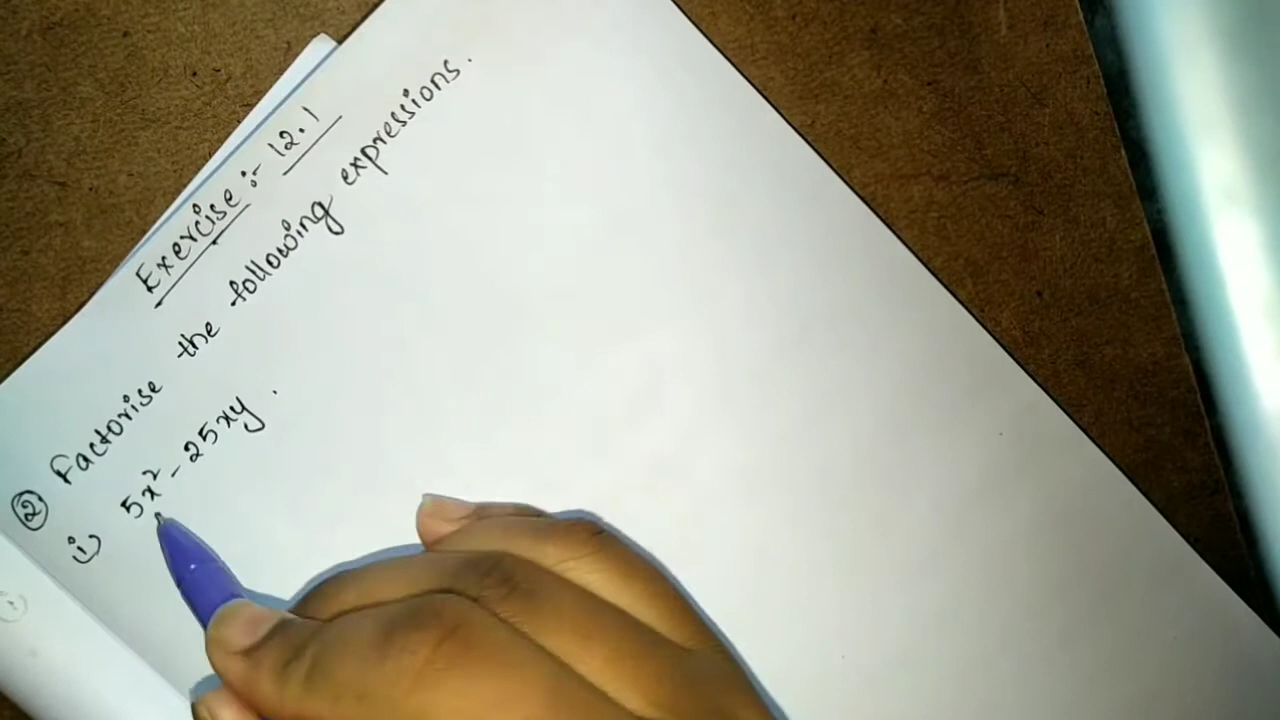 Exercise :- 12.1
② Factorise the following expressions.
(i) 5x² - 25xy.